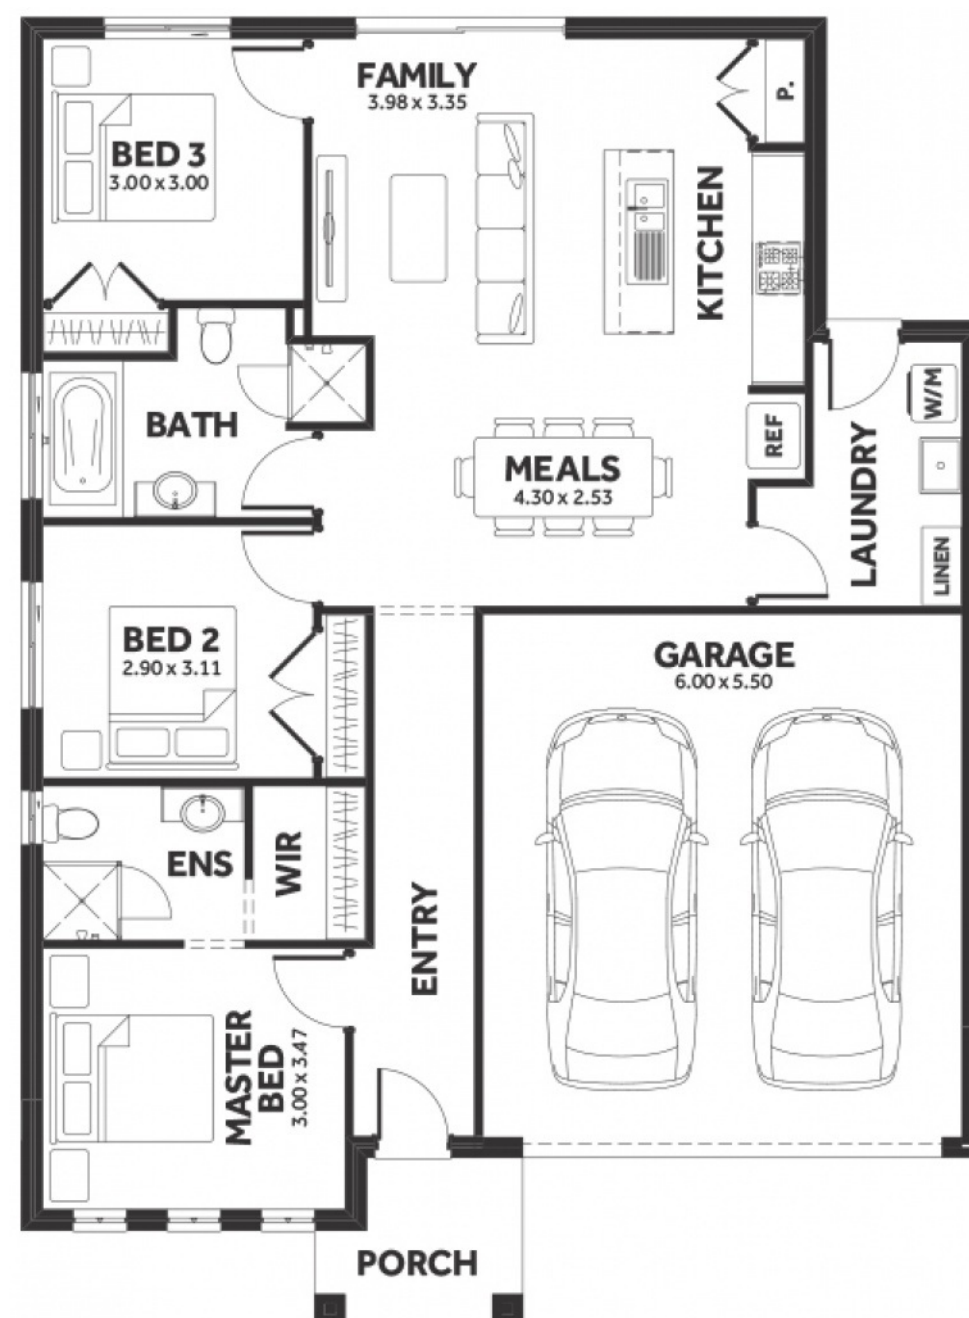 FAMILY
3.98 x 3.35
P.
BED 3
3.00 x 3.00
KITCHEN
W/M
BATH
REF
MEALS
4.30 x 2.53
LAUNDRY
LINEN
BED 2
2.90 x 3.11
GARAGE
6.00 x 5.50
ENS
WIR
ENTRY
MASTER
BED
3.00 x 3.47
PORCH